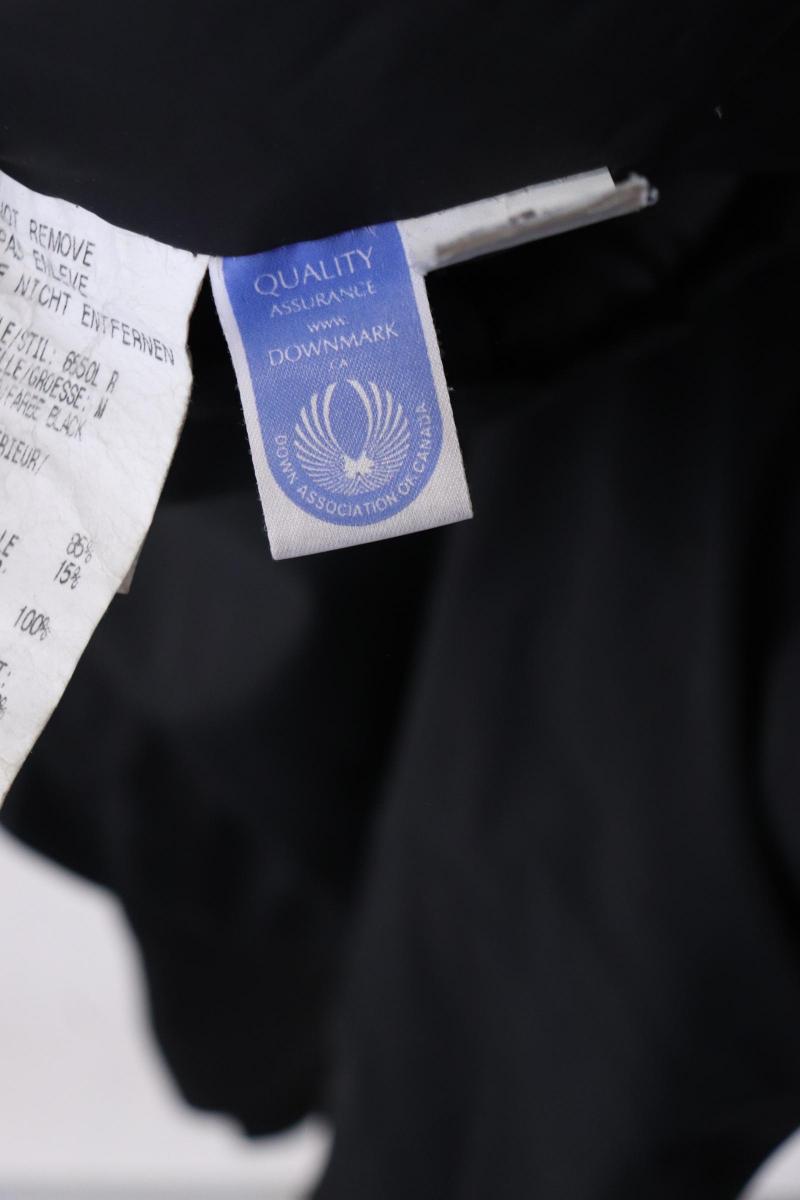 NOT REMOVE
PAS ENLEVE
NICHT ENTFERNEN
LE/STIL: 6550L R
LLE/GROESSE: M
/FARBE BLACK
RIEUR/
LE 85%
15%
100%
T:
%
QUALITY
ASSURANCE
www.
DOWNMARK
.CA
DOWN ASSOCIATION OF CANADA